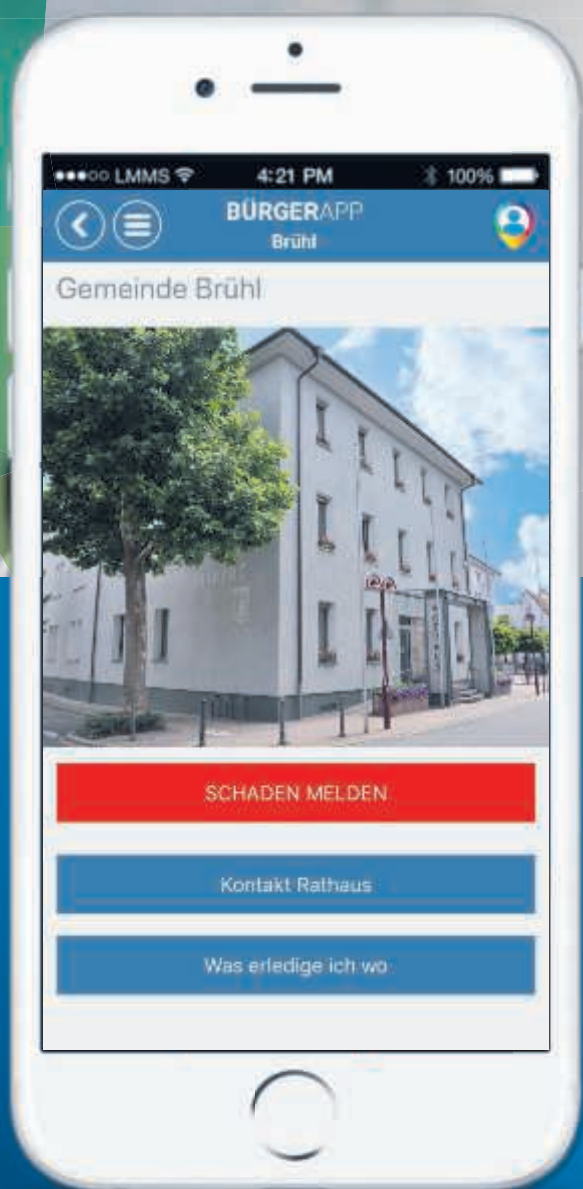 LMMS 4:21 PM 100%
BÜRGERAPP
Brühl
Gemeinde Brühl
SCHADEN MELDEN
Kontakt Rathaus
Was erledige ich wo